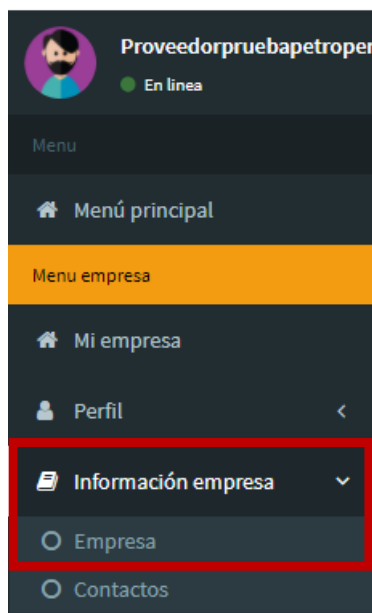 Proveedorpruebapetroper
En linea
Menu
Menú principal
Menu empresa
Mi empresa
Perfil
Información empresa
Empresa
Contactos